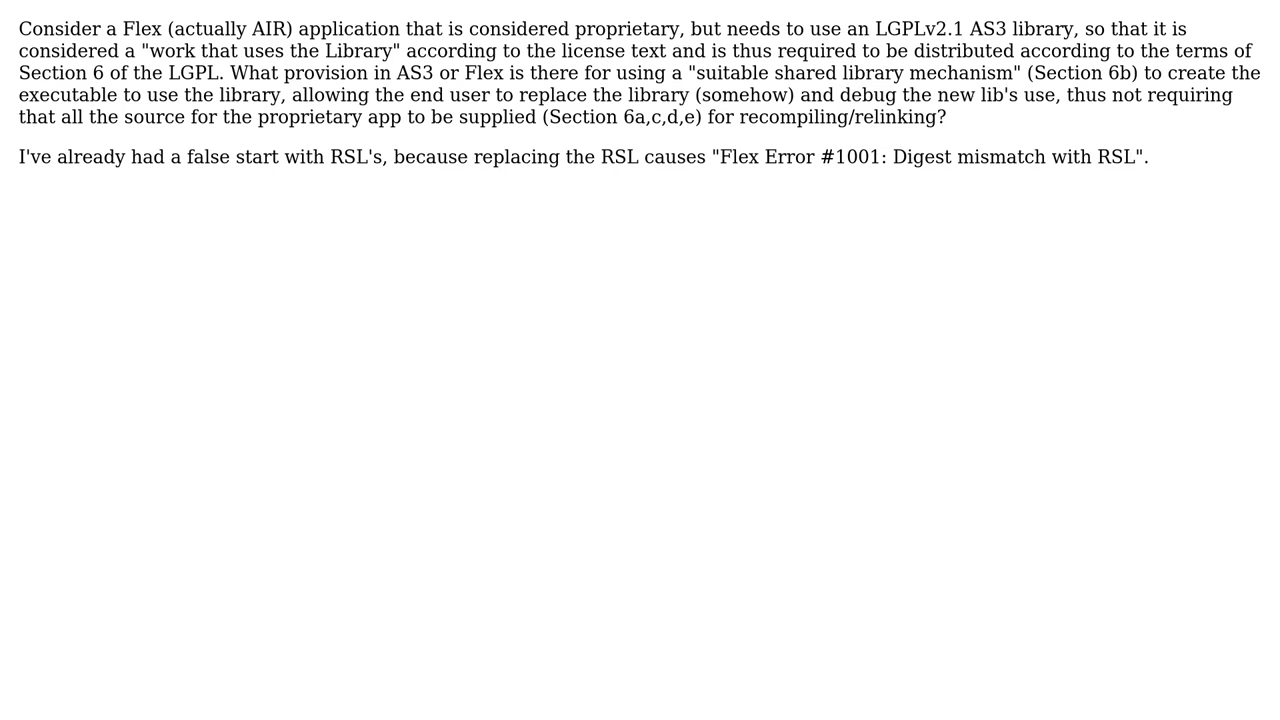 Consider a Flex (actually AIR) application that is considered proprietary, but needs to use an LGPLv2.1 AS3 library, so that it is
considered a "work that uses the Library" according to the license text and is thus required to be distributed according to the terms of
Section 6 of the LGPL. What provision in AS3 or Flex is there for using a "suitable shared library mechanism" (Section 6b) to create the
executable to use the library, allowing the end user to replace the library (somehow) and debug the new lib's use, thus not requiring
that all the source for the proprietary app to be supplied (Section 6a,c,d,e) for recompiling/relinking?
I've already had a false start with RSL's, because replacing the RSL causes "Flex Error #1001: Digest mismatch with RSL".